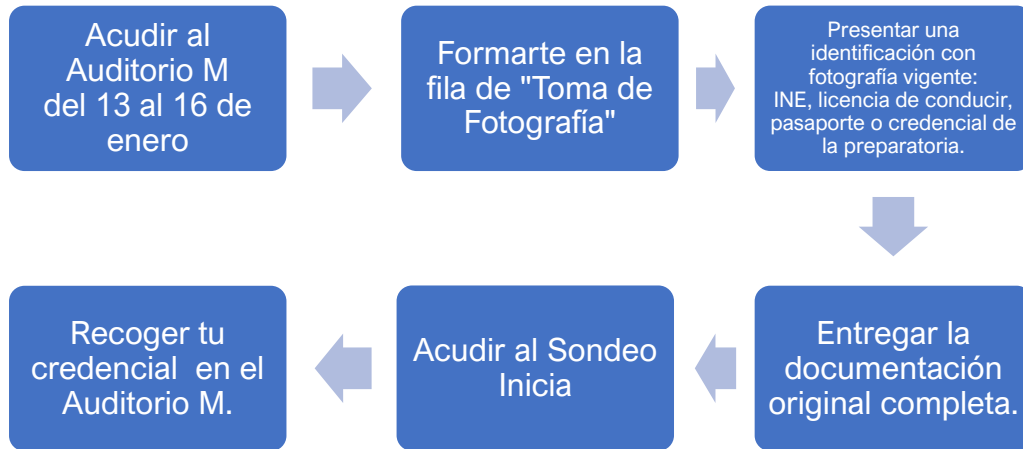 Acudir al
Auditorio M
del 13 al 16 de
enero
Formarte en la
fila de "Toma de
Fotografía"
Presentar una
identificación con
fotografía vigente:
INE, licencia de conducir,
pasaporte o credencial de
la preparatoria.
Entregar la
documentación
original completa.
Acudir al Sondeo
Inicia
Recoger tu
credencial en el
Auditorio M.